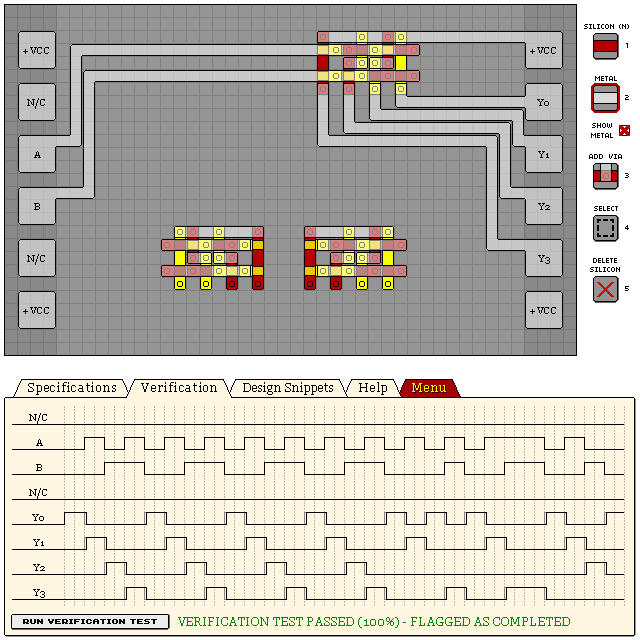 SILICON (N)
+VCC
+VCC
1
METAL
N/C
Y0
2
SHOW
METAL
A
Y1
ADD VIA
3
B
Y2
SELECT
4
N/C
Y3
DELETE
SILICON
5
+VCC
+VCC
Specifications
Verification
Design Snippets
Help
Menu
N/C
A
B
N/C
Y0
Y1
Y2
Y3
RUN VERIFICATION TEST
VERIFICATION TEST PASSED (100%) - FLAGGED AS COMPLETED